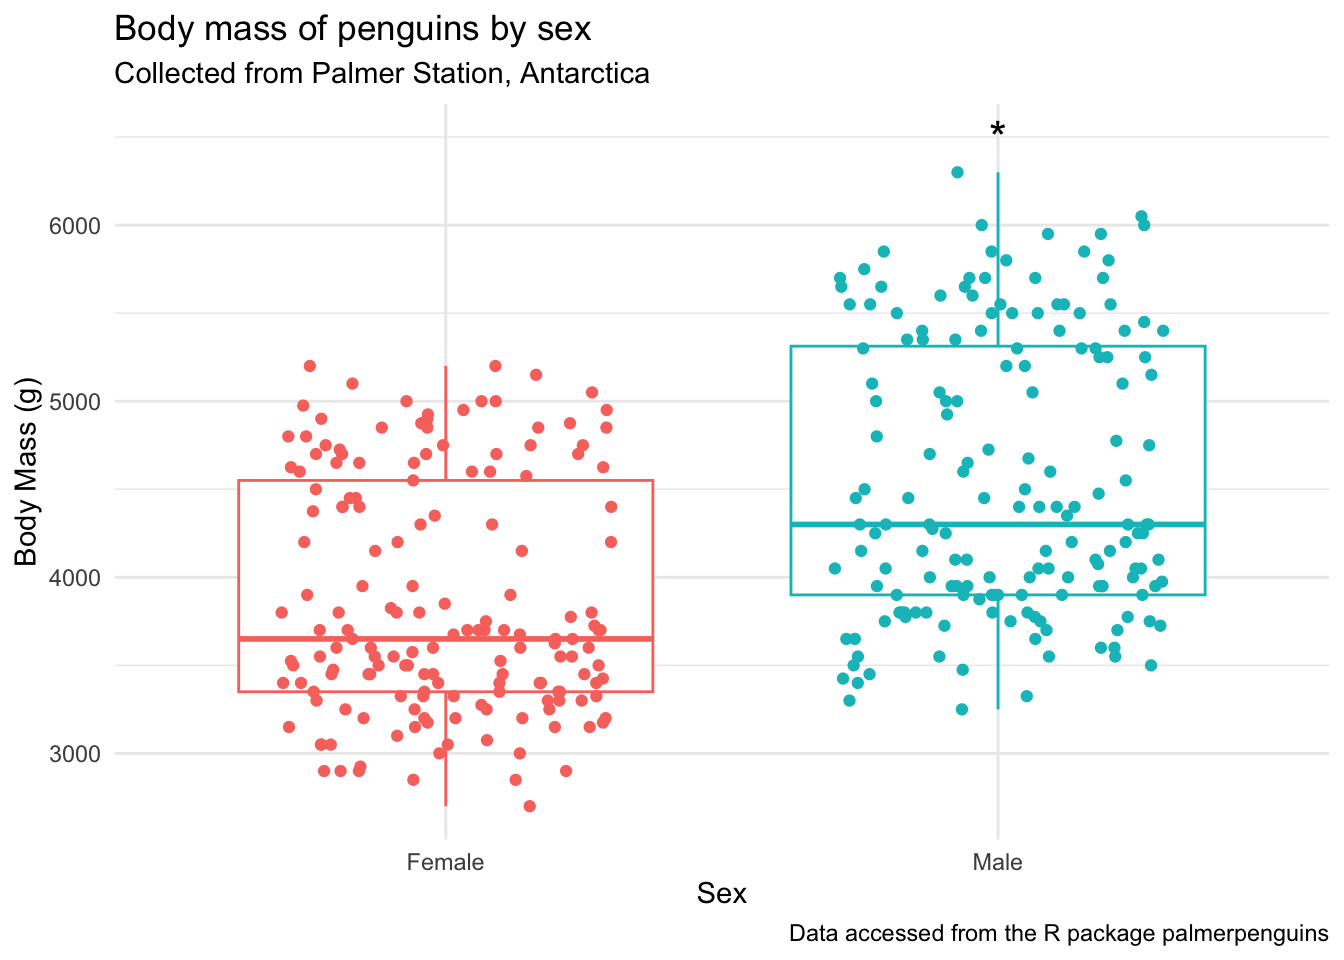 Body mass of penguins by sex
Collected from Palmer Station, Antarctica
*
6000
5000
4000
3000
Body Mass (g)
Female
Male
Sex
Data accessed from the R package palmerpenguins